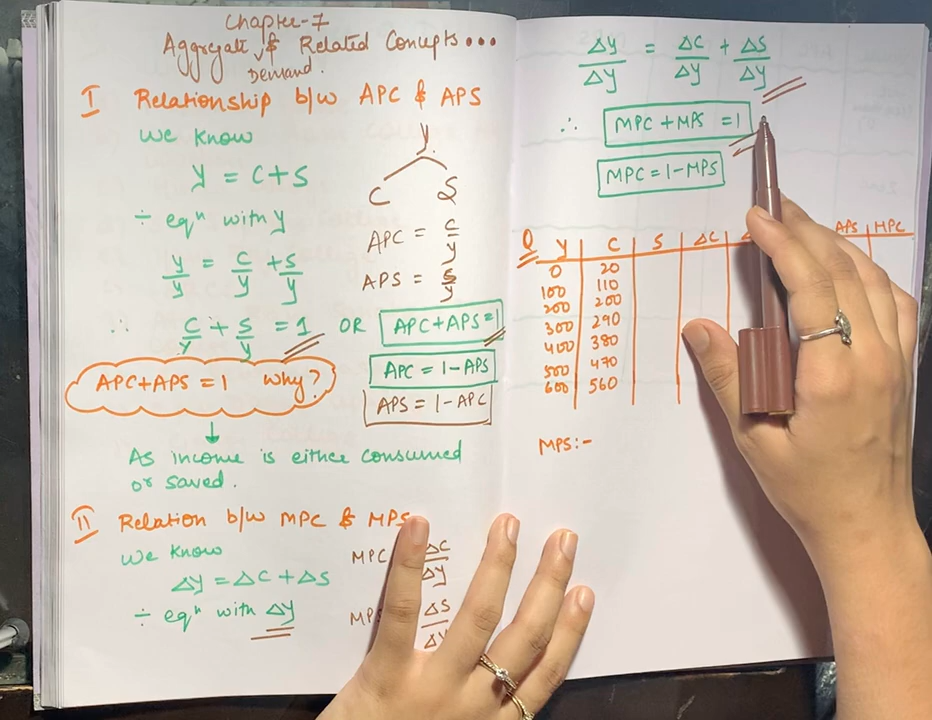 Chapter-7
Aggregate & Related Concepts...
Demand.
I Relationship b/w APC & APS
We know
Y = C+S
÷ eqⁿ with Y
Y/Y = C/Y + S/Y
∴ C/Y + S/Y = 1 OR APC+APS=1
APC = 1-APS
APS = 1-APC
Y.
C S
APC = C/Y
APS = S/Y
APC+APS = 1 Why?
↓
As income is either consumed
or saved.
II Relation b/w MPC & MPS
We know
ΔY = ΔC + ΔS
÷ eqⁿ with ΔY
MPC ΔC/ΔY
MPS ΔS/ΔY
ΔY/ΔY = ΔC/ΔY + ΔS/ΔY
∴ MPC + MPS = 1
MPC = 1-MPS
Q Y C S ΔC APS MPC
0 20
100 110
200 200
300 290
400 380
500 470
600 560
MPS:-